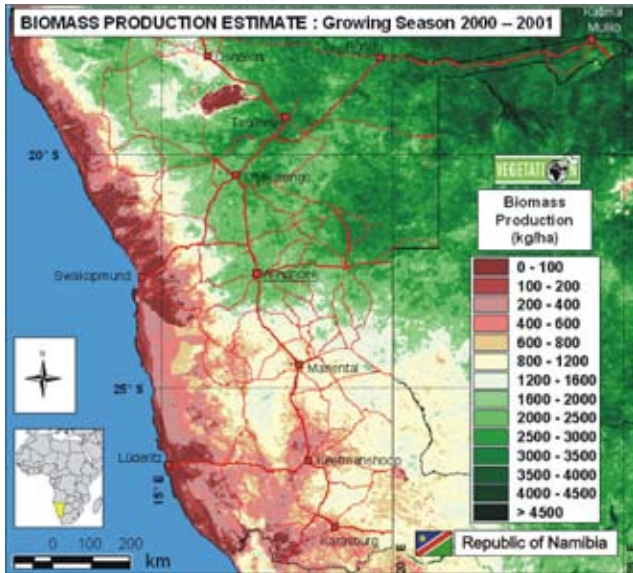 BIOMASS PRODUCTION ESTIMATE : Growing Season 2000 – 2001
Katima
Mulilo
Tsumeb
20° S
VEGETATION
Biomass
Production
(kg/ha)
0 - 100
100 - 200
200 - 400
400 - 600
600 - 800
800 - 1200
1200 - 1600
1600 - 2000
2000 - 2500
2500 - 3000
3000 - 3500
3500 - 4000
4000 - 4500
> 4500
Swakopmund
Windhoek
N
Mariental
25° S
Lüderitz
Keetmanshoop
15° E
Karasburg
20° E
0 100 200
km
Republic of Namibia